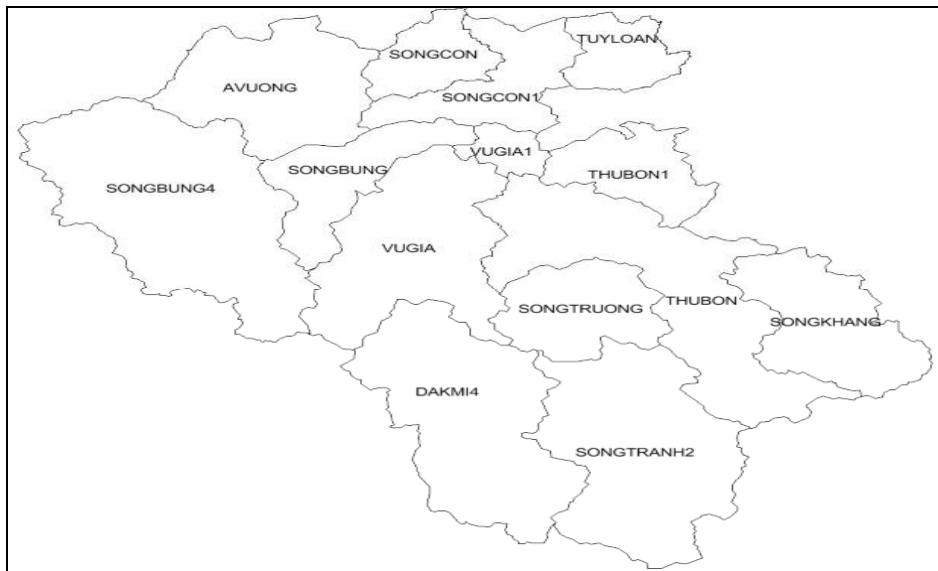 TUYLOAN
SONGCON
AVUONG
SONGCON1
VUGIA1
SONGBUNG
THUBON1
SONGBUNG4
VUGIA
THUBON
SONGTRUONG
SONGKHANG
DAKMI4
SONGTRANH2